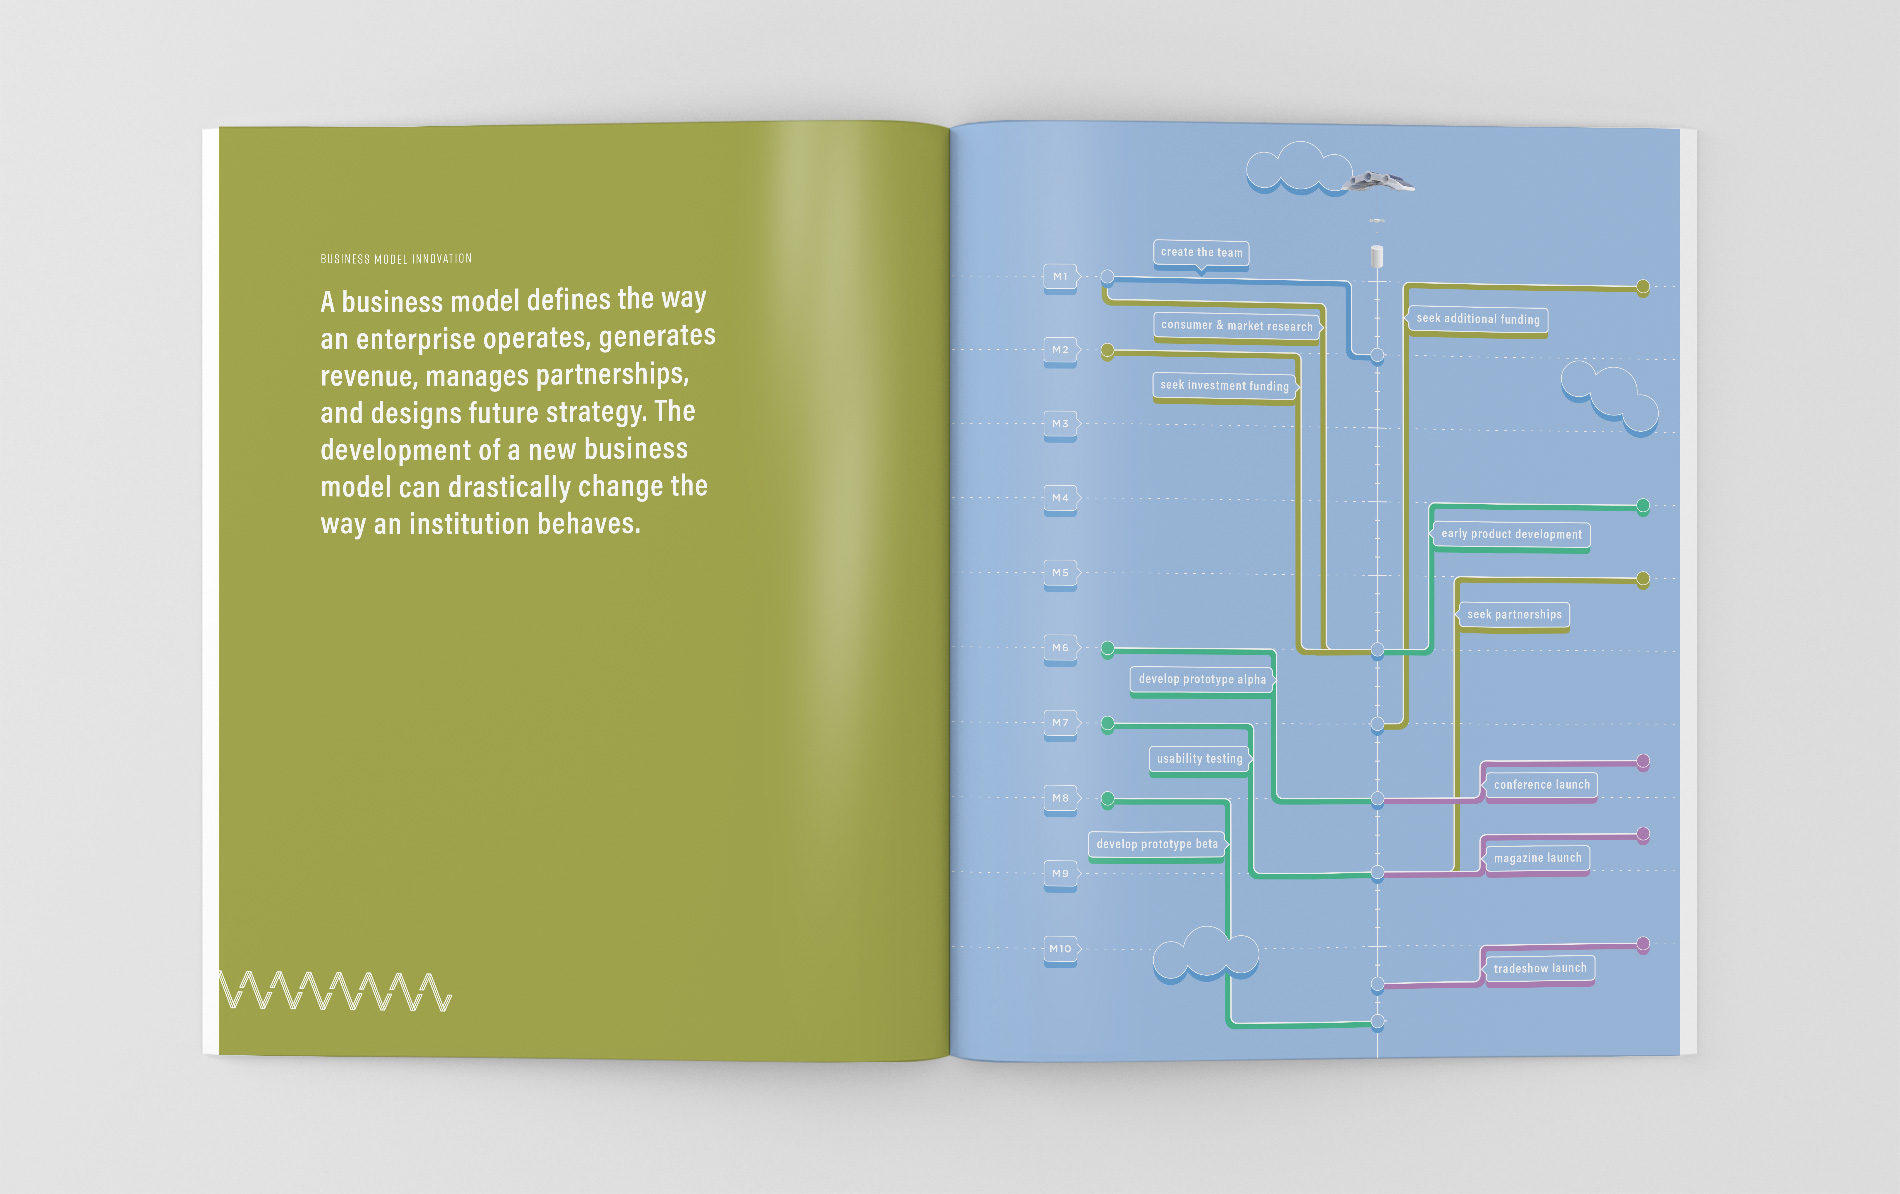 BUSINESS MODEL INNOVATION
A business model defines the way
an enterprise operates, generates
revenue, manages partnerships,
and designs future strategy. The
development of a new business
model can drastically change the
way an institution behaves.
create the team
M1
seek additional funding
consumer & market research
M2
seek investment funding
M3
M4
early product development
M5
seek partnerships
M6
develop prototype alpha
M7
usability testing
conference launch
M8
develop prototype beta
magazine launch
M9
M10
tradeshow launch